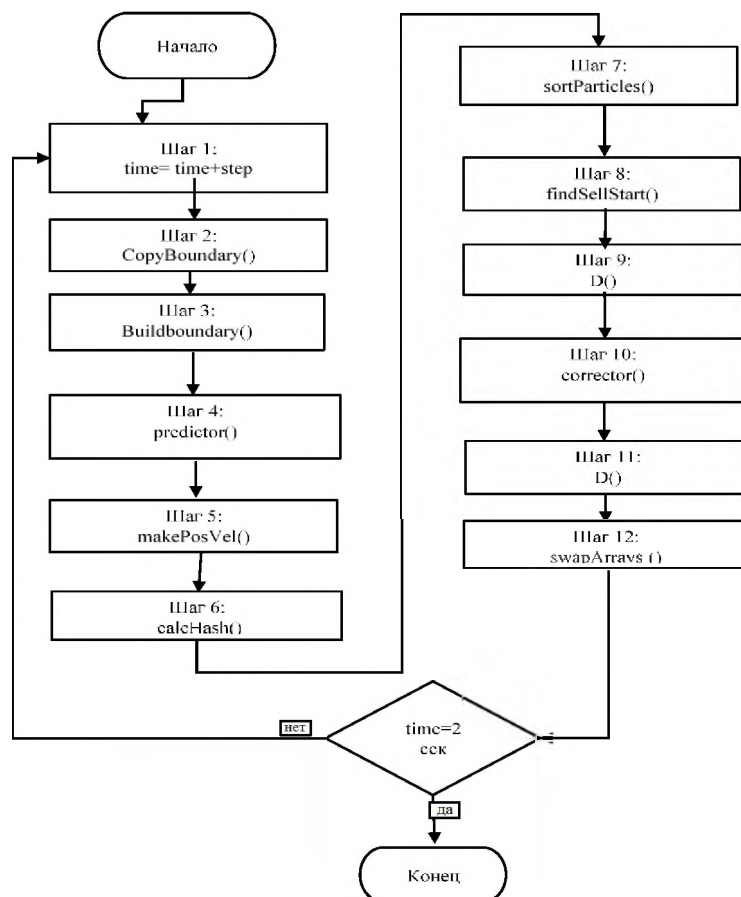 Начало
Шаг 1:
time= time+step
Шаг 2:
CopyBoundary()
Шаг 3:
Buildboundary()
Шаг 4:
predictor()
Шаг 5:
makePosVel()
Шаг 6:
calcHash()
Шаг 7:
sortParticles()
Шаг 8:
findSellStart()
Шаг 9:
D()
Шаг 10:
corrector()
Шаг 11:
D()
Шаг 12:
swapArrays ()
time=2
сек
нет
да
Конец